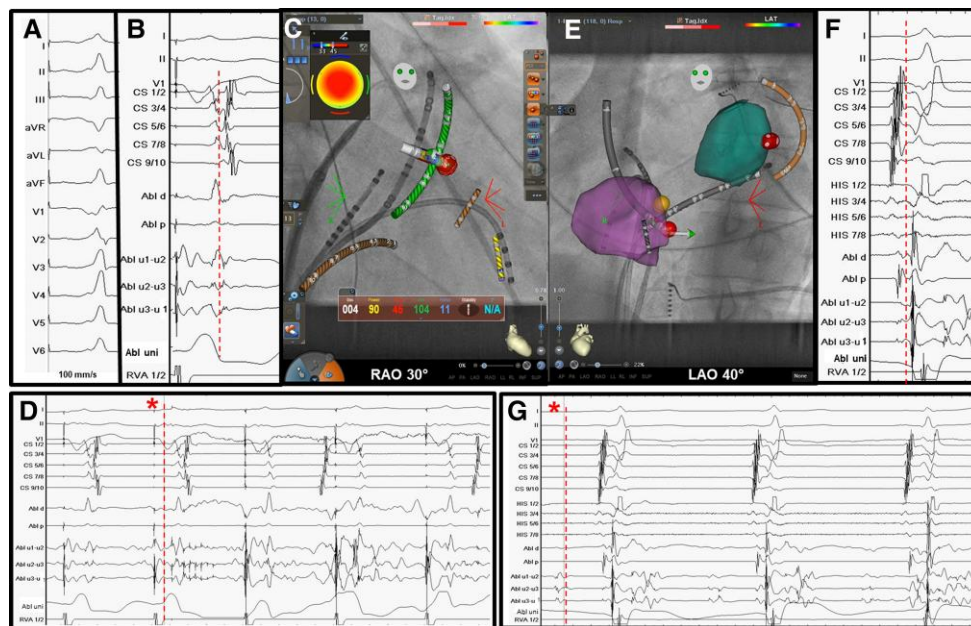 A
I
II
III
aVR
aVL
aVF
V1
V2
V3
V4
V5
V6
100 mm/s
B
I
II
V1
CS 1/2
CS 3/4
CS 5/6
CS 7/8
CS 9/10
Abl d
Abl p
Abl u1-u2
Abl u2-u3
Abl u3-u 1
Abl uni
RVA 1/2
C
LAT
004 90 46 104 11 N/A
0%
RAO 30°
E
LAT
LAO 40°
None
F
I
II
V1
CS 1/2
CS 3/4
CS 5/6
CS 7/8
CS 9/10
HIS 1/2
HIS 3/4
HIS 5/6
HIS 7/8
Abl d
Abl p
Abl u1-u2
Abl u2-u3
Abl u3-u 1
Abl uni
RVA 1/2
D
*
I
II
V1
CS 1/2
CS 3/4
CS 5/6
CS 7/8
CS 9/10
Abl d
Abl p
Abl u1-u2
Abl u2-u3
Abl u3-u
Abl uni
RVA 1/2
G
*
I
II
V1
CS 1/2
CS 3/4
CS 5/6
CS 7/8
CS 9/10
HIS 1/2
HIS 3/4
HIS 5/6
HIS 7/8
Abl d
Abl p
Abl u1-u2
Abl u2-u3
Abl u3-u
Abl uni
RVA 1/2